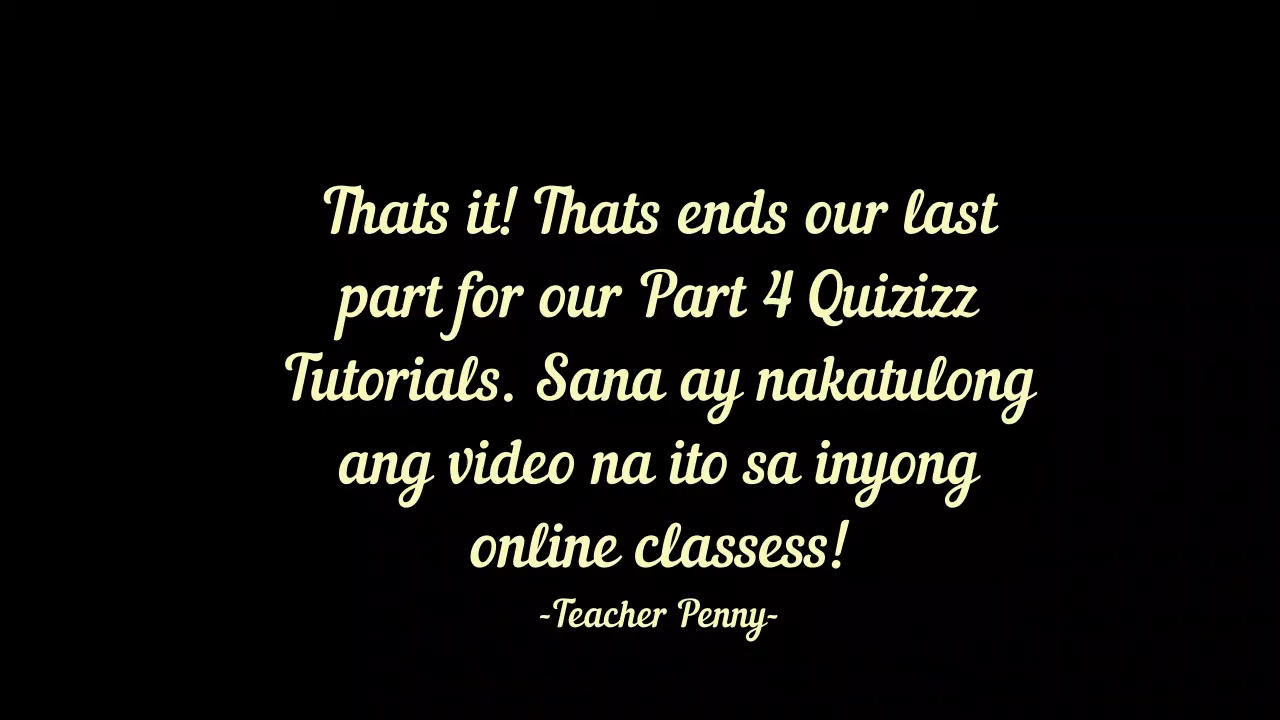 Thats it! Thats ends our last
part for our Part 4 Quizizz
Tutorials. Sana ay nakatulong
ang video na ito sa inyong
online classess!
-Teacher Penny-